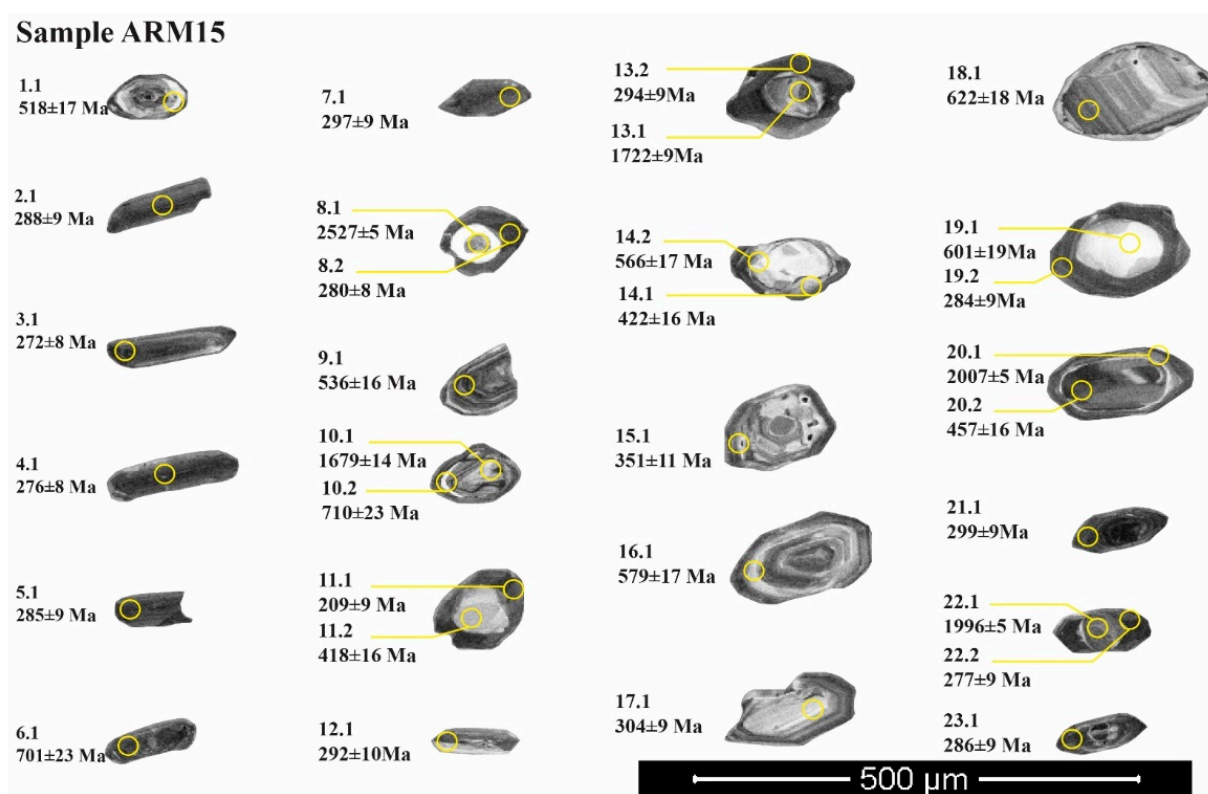 Sample ARM15
1.1
518±17 Ma
2.1
288±9 Ma
3.1
272±8 Ma
4.1
276±8 Ma
5.1
285±9 Ma
6.1
701±23 Ma
7.1
297±9 Ma
8.1
2527±5 Ma
8.2
280±8 Ma
9.1
536±16 Ma
10.1
1679±14 Ma
10.2
710±23 Ma
11.1
209±9 Ma
11.2
418±16 Ma
12.1
292±10Ma
13.2
294±9Ma
13.1
1722±9Ma
14.2
566±17 Ma
14.1
422±16 Ma
15.1
351±11 Ma
16.1
579±17 Ma
17.1
304±9 Ma
18.1
622±18 Ma
19.1
601±19Ma
19.2
284±9Ma
20.1
2007±5 Ma
20.2
457±16 Ma
21.1
299±9Ma
22.1
1996±5 Ma
22.2
277±9 Ma
23.1
286±9 Ma
500 µm